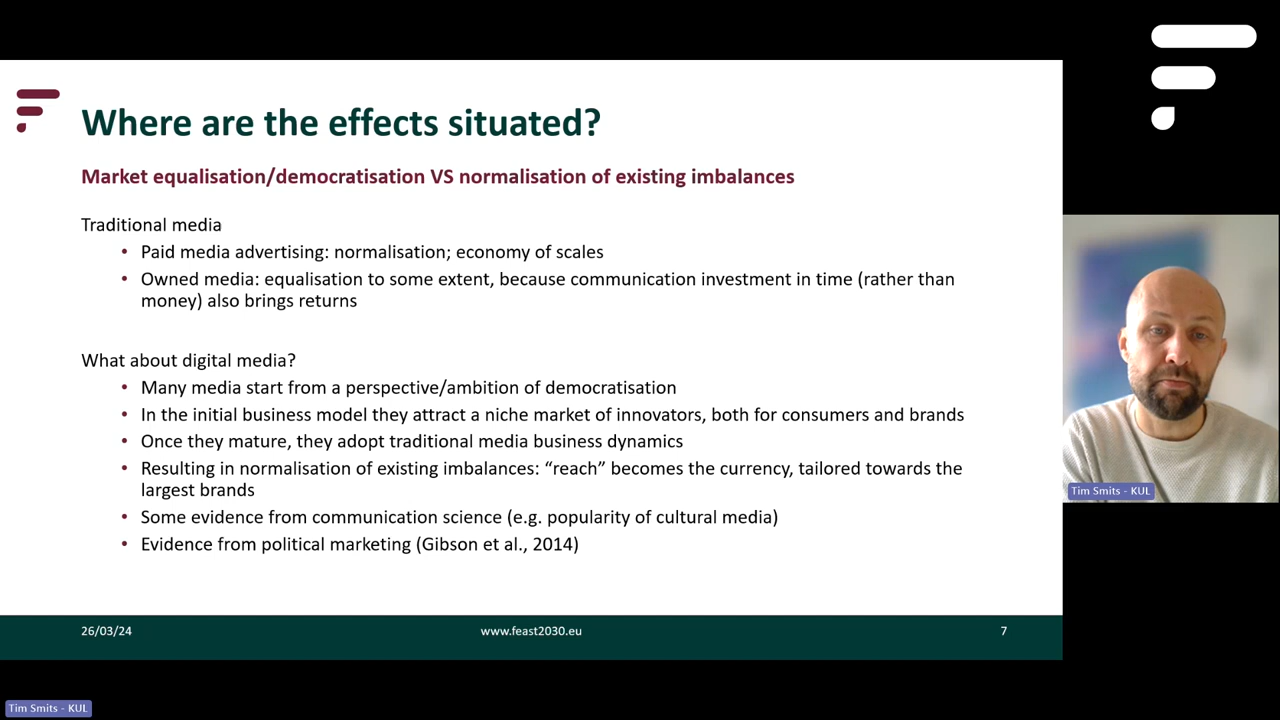 Where are the effects situated?
Market equalisation/democratisation VS normalisation of existing imbalances
Traditional media
• Paid media advertising: normalisation; economy of scales
• Owned media: equalisation to some extent, because communication investment in time (rather than
money) also brings returns
What about digital media?
• Many media start from a perspective/ambition of democratisation
• In the initial business model they attract a niche market of innovators, both for consumers and brands
• Once they mature, they adopt traditional media business dynamics
• Resulting in normalisation of existing imbalances: “reach” becomes the currency, tailored towards the
largest brands
• Some evidence from communication science (e.g. popularity of cultural media)
• Evidence from political marketing (Gibson et al., 2014)
26/03/24
www.feast2030.eu
7
Tim Smits - KUL
Tim Smits - KUL